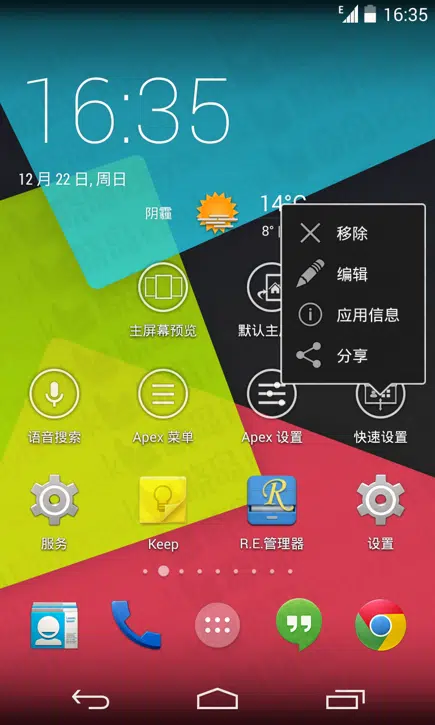 E 16:35
16:35
12 月 22 日, 周日
阴霾
14°C
8°
移除
编辑
应用信息
分享
主屏幕预览
默认主
语音搜索
Apex 菜单
Apex 设置
快速设置
服务
Keep
R.E.管理器
设置